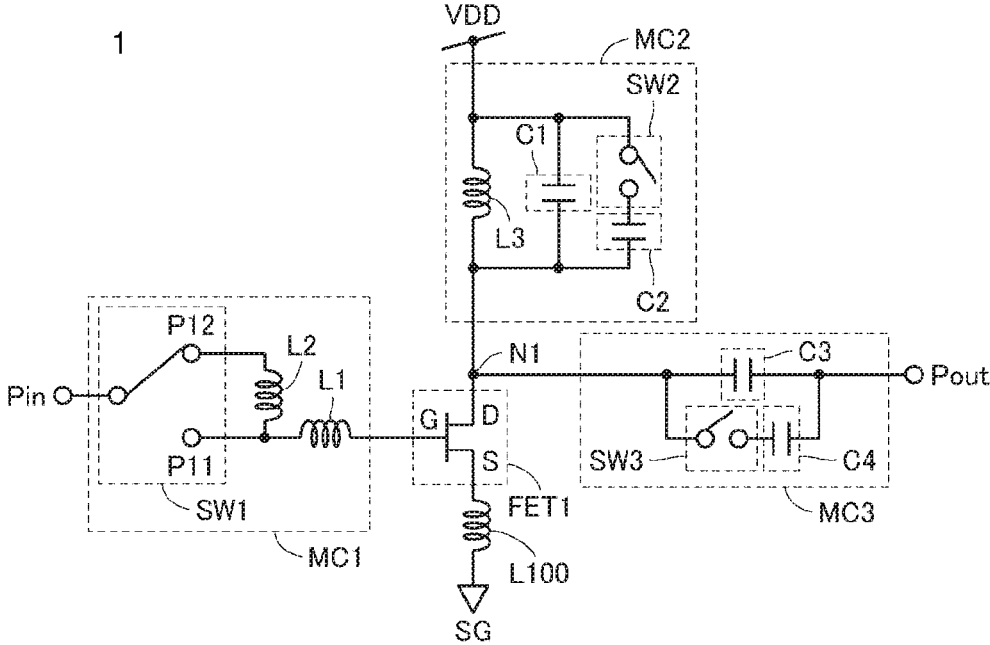 1
VDD
MC2
SW2
C1
L3
C2
P12
L2
L1
N1
C3
Pin
Pout
G
D
P11
S
SW3
C4
SW1
FET1
MC3
MC1
L100
SG